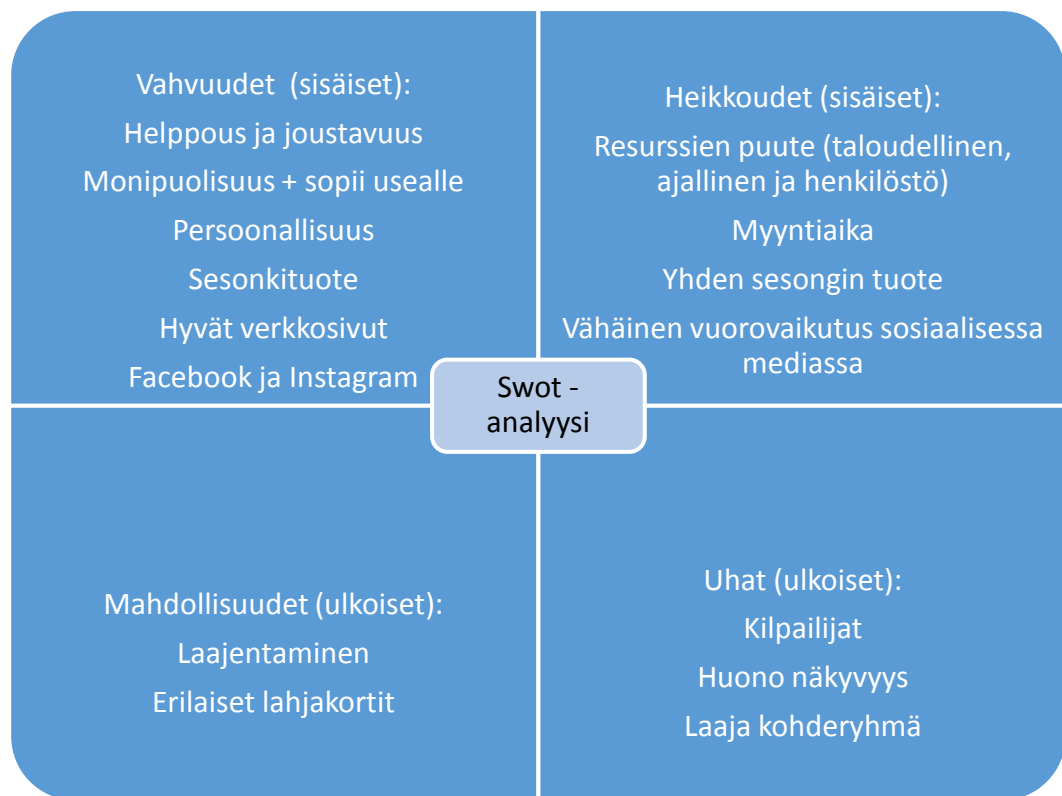 Vahvuudet (sisäiset):
Helppous ja joustavuus
Monipuolisuus + sopii usealle
Persoonallisuus
Sesonkituote
Hyvät verkkosivut
Facebook ja Instagram
Heikkoudet (sisäiset):
Resurssien puute (taloudellinen,
ajallinen ja henkilöstö)
Myyntiaika
Yhden sesongin tuote
Vähäinen vuorovaikutus sosiaalisessa
mediassa
Swot -
analyysi
Mahdollisuudet (ulkoiset):
Laajentaminen
Erilaiset lahjakortit
Uhat (ulkoiset):
Kilpailijat
Huono näkyvyys
Laaja kohderyhmä